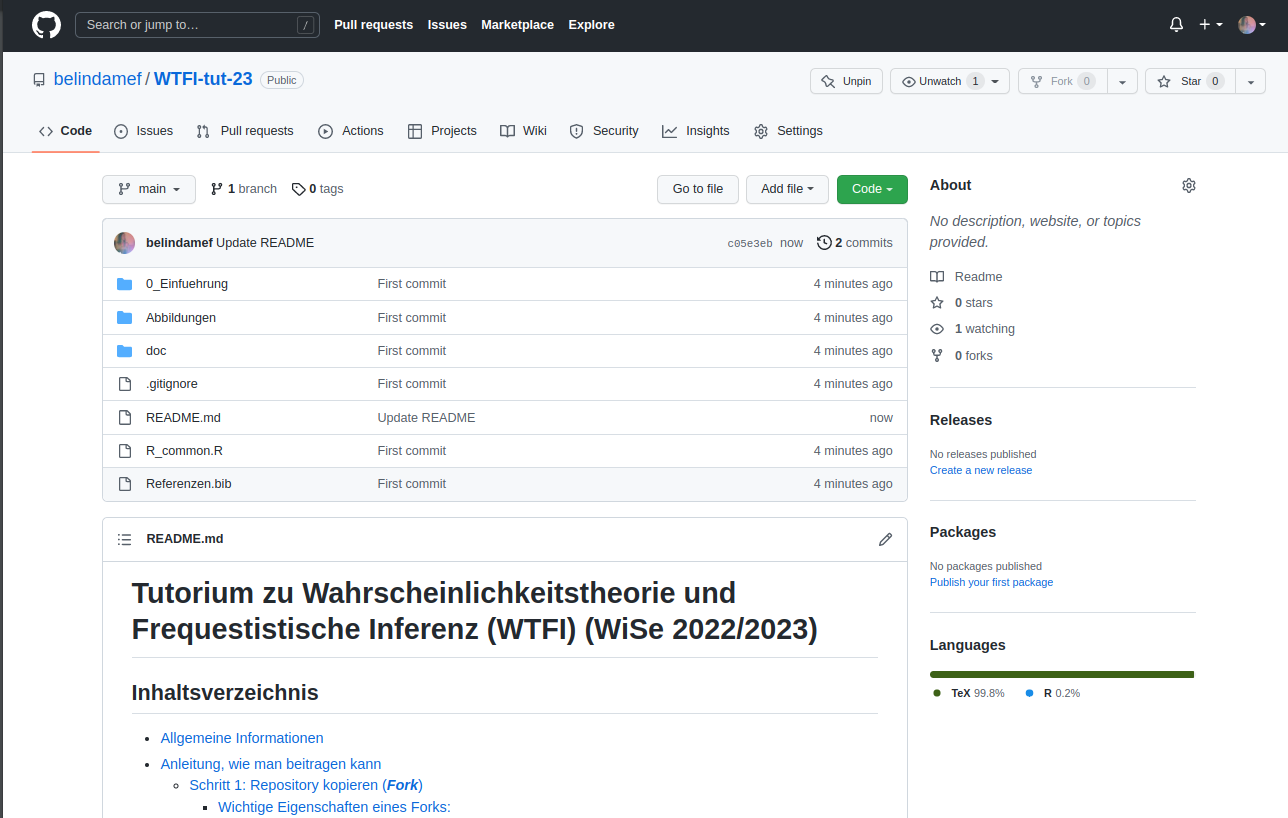 Search or jump to… /
Pull requests Issues Marketplace Explore
belindamef / WTFI-tut-23 Public
Unpin Unwatch 1 Fork 0 Star 0
Code Issues Pull requests Actions Projects Wiki Security Insights Settings
main 1 branch 0 tags Go to file Add file Code
belindamef Update README c05e3eb now 2 commits
0_Einfuehrung First commit 4 minutes ago
Abbildungen First commit 4 minutes ago
doc First commit 4 minutes ago
.gitignore First commit 4 minutes ago
README.md Update README now
R_common.R First commit 4 minutes ago
Referenzen.bib First commit 4 minutes ago
README.md
Tutorium zu Wahrscheinlichkeitstheorie und
Frequestistische Inferenz (WTFI) (WiSe 2022/2023)
Inhaltsverzeichnis
Allgemeine Informationen
Anleitung, wie man beitragen kann
Schritt 1: Repository kopieren (Fork)
Wichtige Eigenschaften eines Forks:
About
No description, website, or topics
provided.
Readme
0 stars
1 watching
0 forks
Releases
No releases published
Create a new release
Packages
No packages published
Publish your first package
Languages
TeX 99.8% R 0.2%